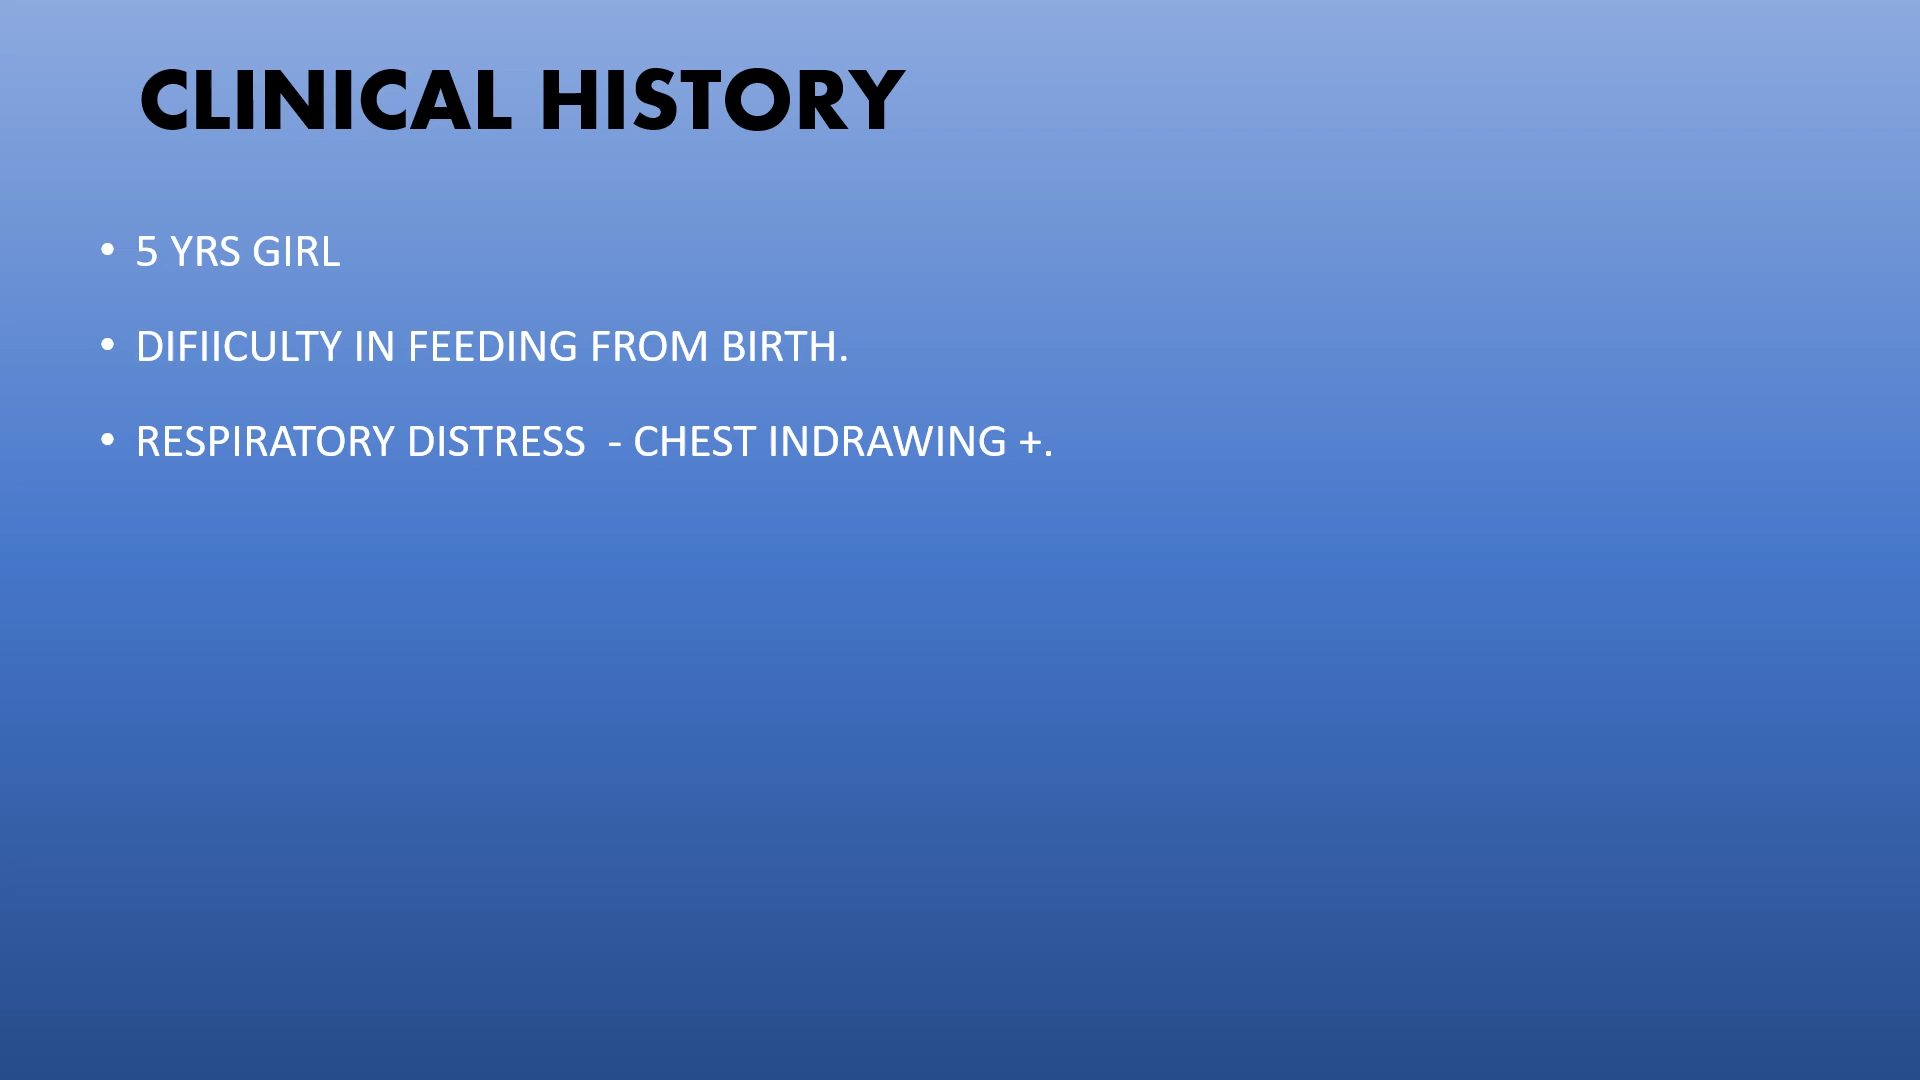 CLINICAL HISTORY
• 5 YRS GIRL
• DIFIICULTY IN FEEDING FROM BIRTH.
• RESPIRATORY DISTRESS  - CHEST INDRAWING +.